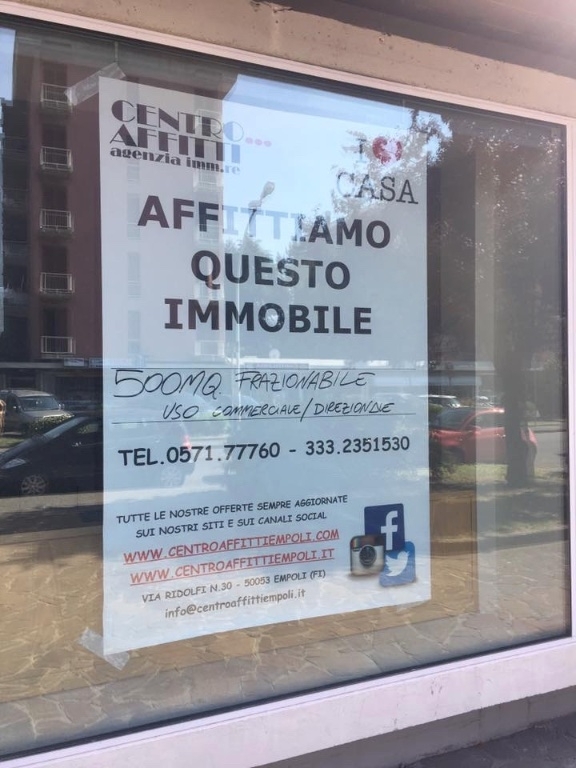 CENTRO
AFFITTI
agenzia imm.re
I
CASA
AFFITTIAMO
QUESTO
IMMOBILE
500MQ. FRAZIONABILE
USO COMMERCIALE/DIREZIONALE
TEL.0571.77760 - 333.2351530
TUTTE LE NOSTRE OFFERTE SEMPRE AGGIORNATE
SUI NOSTRI SITI E SUI CANALI SOCIAL
WWW.CENTROAFFITTIEMPOLI.COM
WWW.CENTROAFFITTIEMPOLI.IT
VIA RIDOLFI N.30 - 50053 EMPOLI (FI)
info@centroaffittiempoli.it